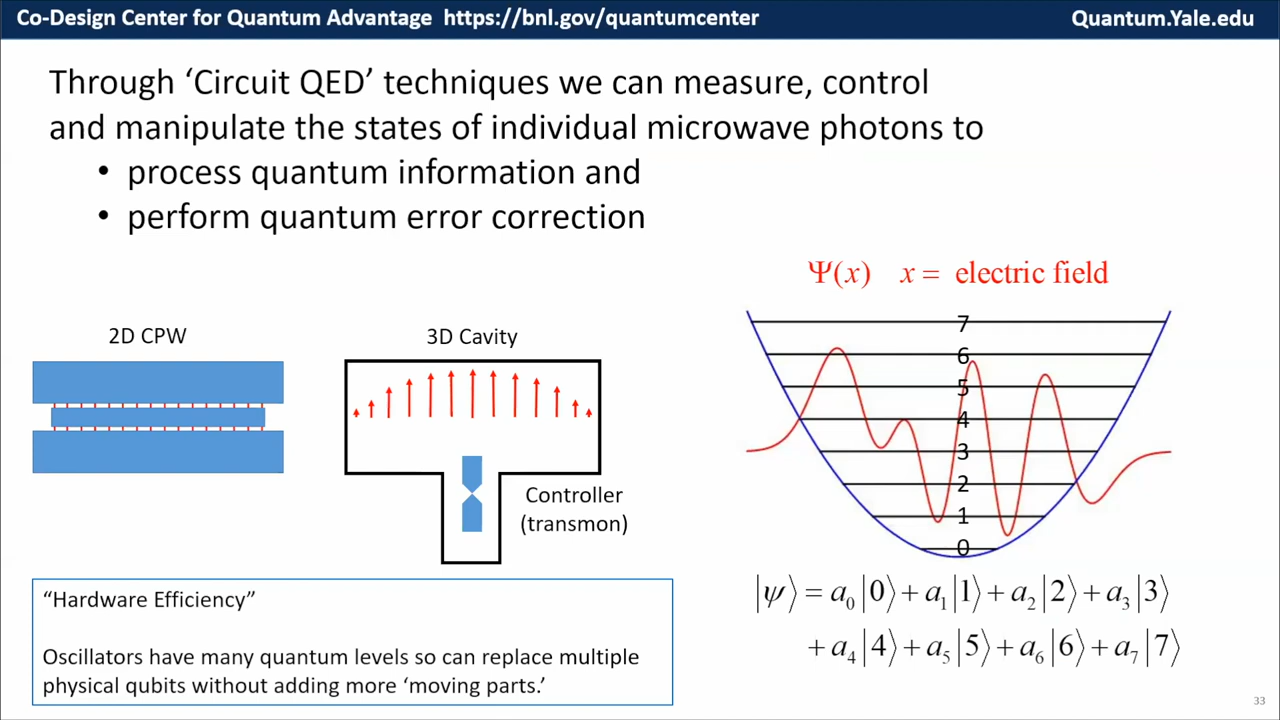 Co-Design Center for Quantum Advantage https://bnl.gov/quantumcenter
Quantum.Yale.edu
Through ‘Circuit QED’ techniques we can measure, control
and manipulate the states of individual microwave photons to
• process quantum information and
• perform quantum error correction
Ψ(x) x = electric field
2D CPW
3D Cavity
Controller
(transmon)
7
6
5
4
3
2
1
0
“Hardware Efficiency”
Oscillators have many quantum levels so can replace multiple
physical qubits without adding more ‘moving parts.’
|ψ⟩ = a₀|0⟩ + a₁|1⟩ + a₂|2⟩ + a₃|3⟩
+ a₄|4⟩ + a₅|5⟩ + a₆|6⟩ + a₇|7⟩
33